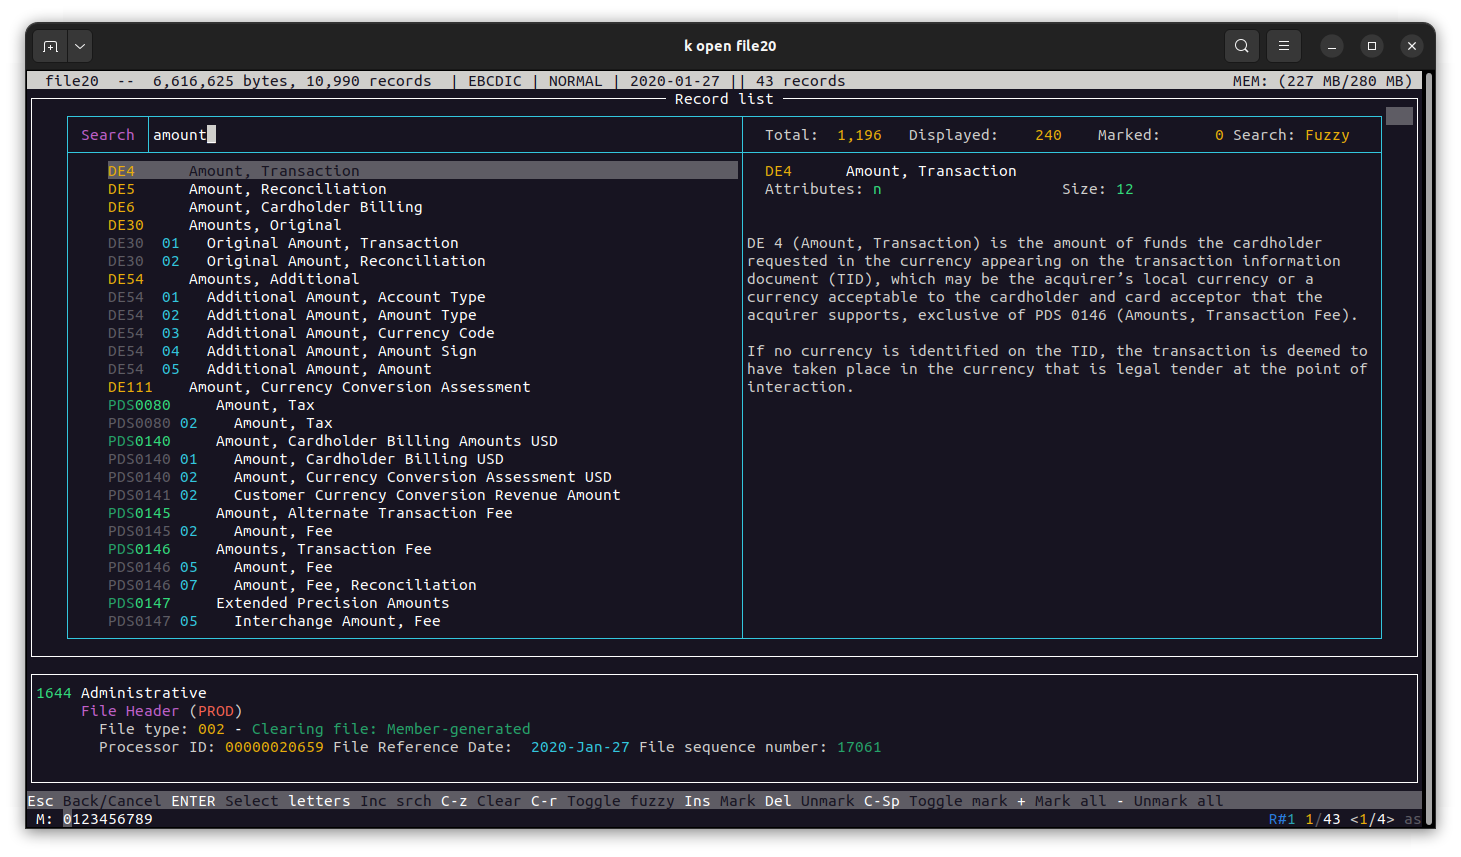 k open file20
file20 -- 6,616,625 bytes, 10,990 records | EBCDIC | NORMAL | 2020-01-27 || 43 records MEM: (227 MB/280 MB)
Record list
Search amount Total: 1,196 Displayed: 240 Marked: 0 Search: Fuzzy
DE4 Amount, Transaction
DE5 Amount, Reconciliation
DE6 Amount, Cardholder Billing
DE30 Amounts, Original
DE30 01 Original Amount, Transaction
DE30 02 Original Amount, Reconciliation
DE54 Amounts, Additional
DE54 01 Additional Amount, Account Type
DE54 02 Additional Amount, Amount Type
DE54 03 Additional Amount, Currency Code
DE54 04 Additional Amount, Amount Sign
DE54 05 Additional Amount, Amount
DE111 Amount, Currency Conversion Assessment
PDS0080 Amount, Tax
PDS0080 02 Amount, Tax
PDS0140 Amount, Cardholder Billing Amounts USD
PDS0140 01 Amount, Cardholder Billing USD
PDS0140 02 Amount, Currency Conversion Assessment USD
PDS0141 02 Customer Currency Conversion Revenue Amount
PDS0145 Amount, Alternate Transaction Fee
PDS0145 02 Amount, Fee
PDS0146 Amounts, Transaction Fee
PDS0146 05 Amount, Fee
PDS0146 07 Amount, Fee, Reconciliation
PDS0147 Extended Precision Amounts
PDS0147 05 Interchange Amount, Fee
DE4 Amount, Transaction
Attributes: n Size: 12
DE 4 (Amount, Transaction) is the amount of funds the cardholder
requested in the currency appearing on the transaction information
document (TID), which may be the acquirer’s local currency or a
currency acceptable to the cardholder and card acceptor that the
acquirer supports, exclusive of PDS 0146 (Amounts, Transaction Fee).
If no currency is identified on the TID, the transaction is deemed to
have taken place in the currency that is legal tender at the point of
interaction.
1644 Administrative
File Header (PROD)
File type: 002 - Clearing file: Member-generated
Processor ID: 00000020659 File Reference Date: 2020-Jan-27 File sequence number: 17061
Esc Back/Cancel ENTER Select letters Inc srch C-z Clear C-r Toggle fuzzy Ins Mark Del Unmark C-Sp Toggle mark + Mark all - Unmark all
M: 0123456789 R#1 1/43 <1/4> as